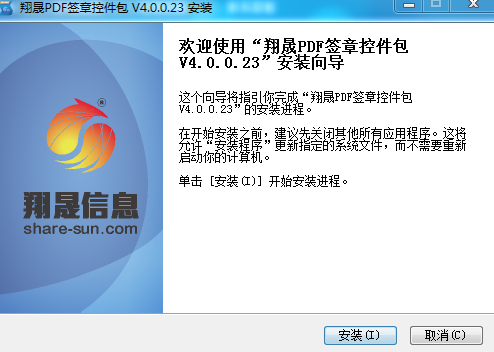 翔晟PDF签章控件包 V4.0.0.23 安装
欢迎使用“翔晟PDF签章控件包
V4.0.0.23”安装向导
这个向导将指引你完成“翔晟PDF签章控件包
V4.0.0.23”的安装进程。
在开始安装之前，建议先关闭其他所有应用程序。这将
允许“安装程序”更新指定的系统文件，而不需要重新
启动你的计算机。
单击 [安装(I)] 开始安装进程。
®
翔晟信息
share-sun.com
安装(I)
取消(C)